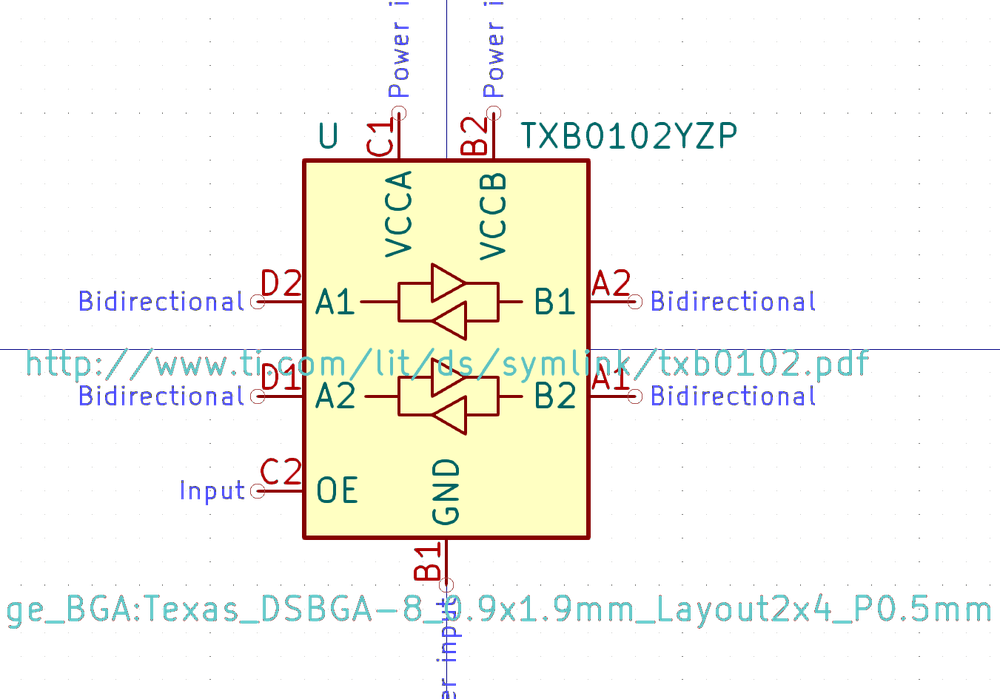 Power i
Power i
U
C1
B2
TXB0102YZP
VCCA
VCCB
D2
A2
Bidirectional
A1
B1
Bidirectional
http://www.ti.com/lit/ds/symlink/txb0102.pdf
D1
A1
Bidirectional
A2
B2
Bidirectional
C2
Input
OE
GND
B1
ge_BGA:Texas_DSBGA-8_0.9x1.9mm_Layout2x4_P0.5mm
er input